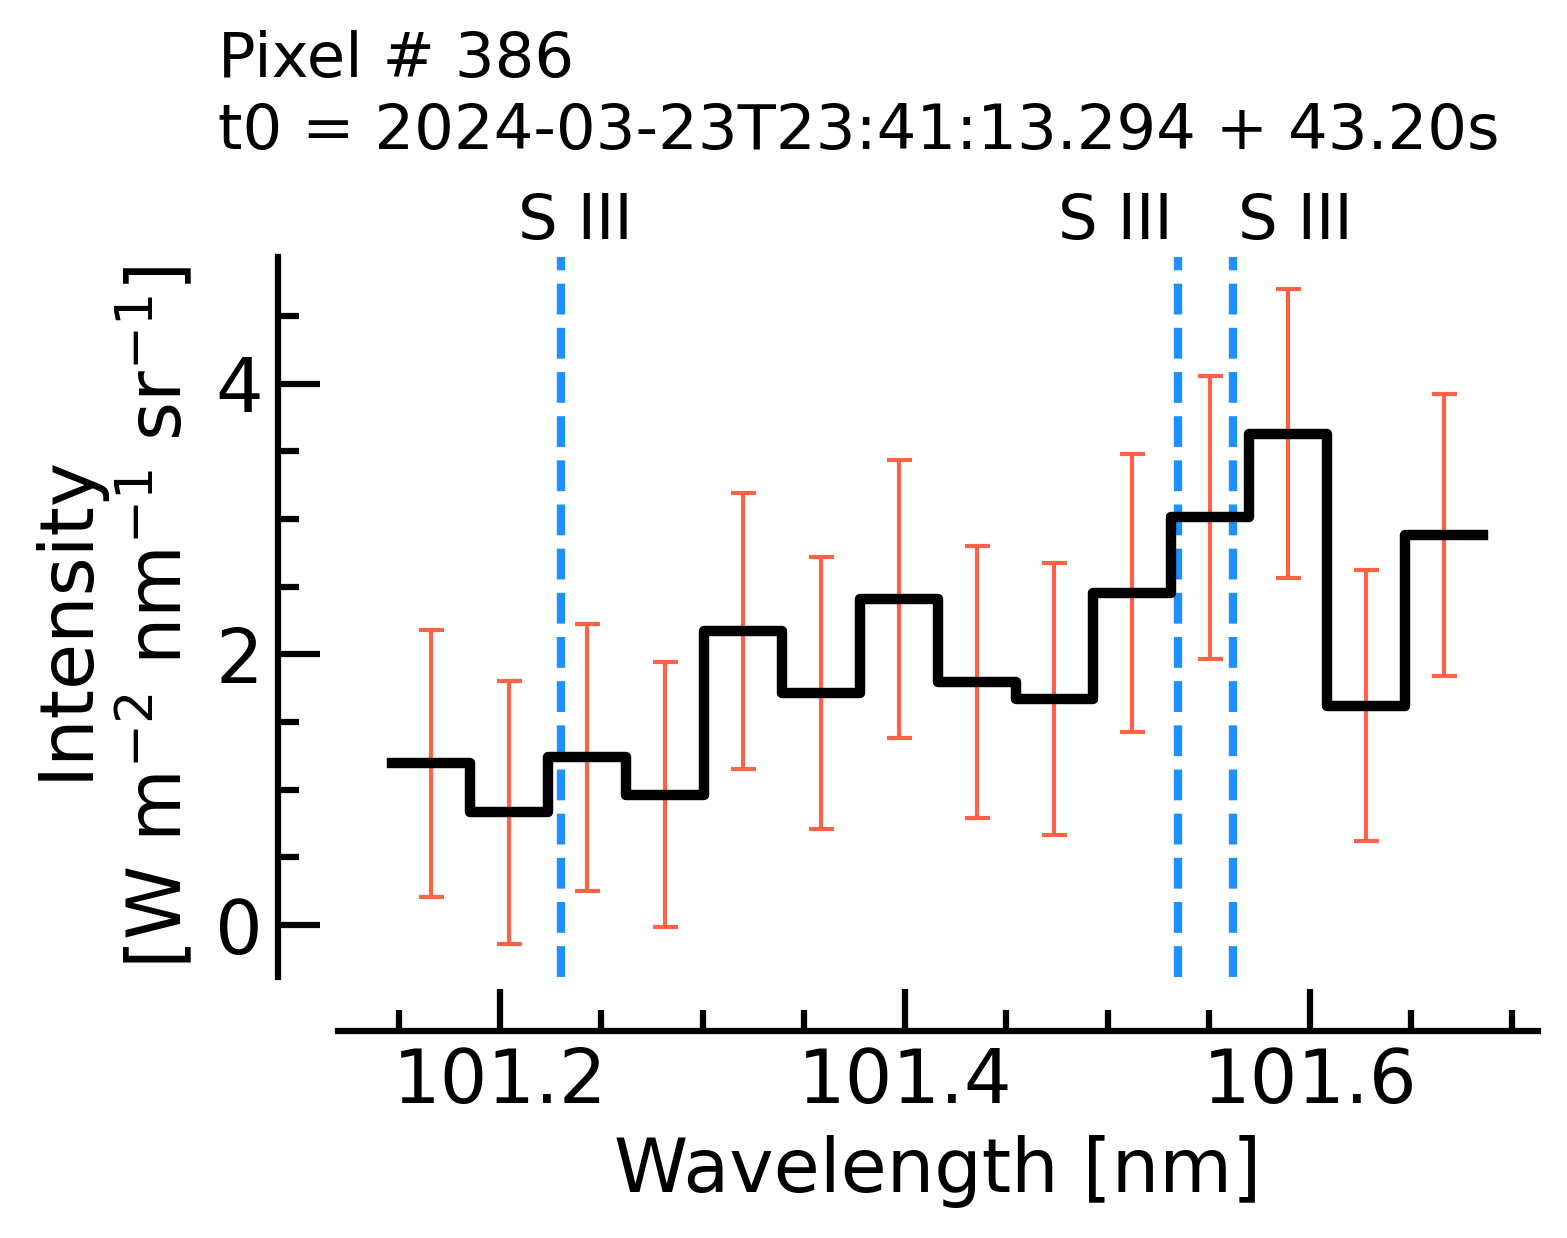 Pixel # 386
t0 = 2024-03-23T23:41:13.294 + 43.20s
S III S III S III
Intensity
[W m⁻² nm⁻¹ sr⁻¹]
4
2
0
101.2 101.4 101.6
Wavelength [nm]